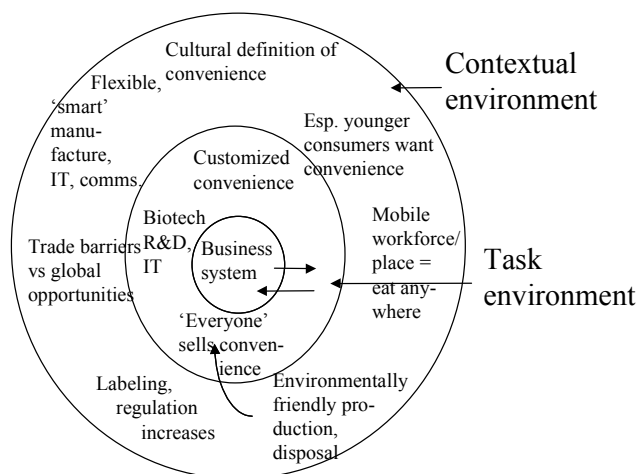 Cultural definition of
convenience
Contextual
environment
Flexible,
‘smart’
manu-
facture,
IT, comms.
Esp. younger
consumers want
convenience
Customized
convenience
Biotech
R&D,
IT
Business
system
Mobile
workforce/
place =
eat any-
where
Task
environment
Trade barriers
vs global
opportunities
‘Everyone’
sells conven-
ience
Labeling,
regulation
increases
Environmentally
friendly pro-
duction,
disposal